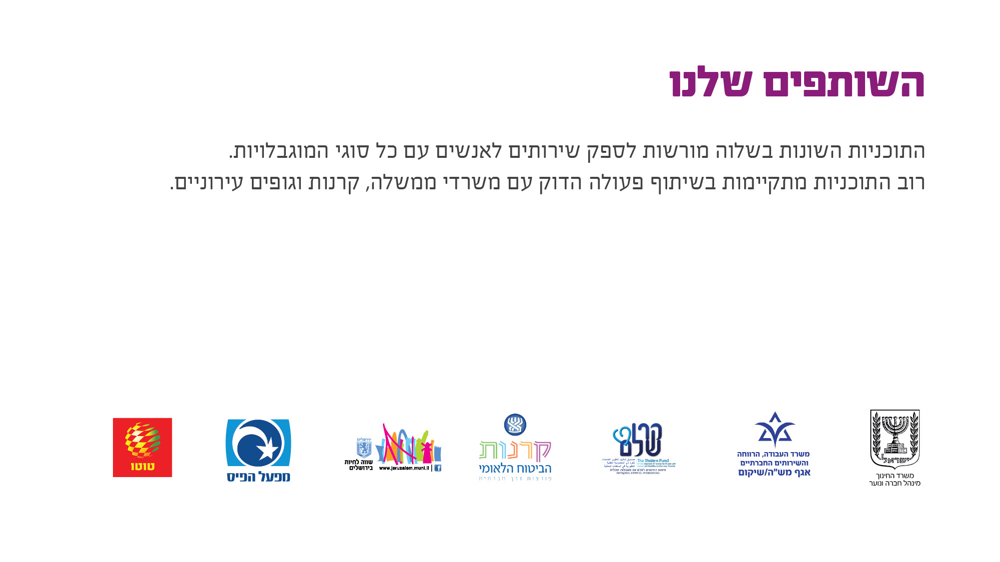 השותפים שלנו
התוכניות השונות בשלוה מורשות לספק שירותים לאנשים עם כל סוגי המוגבלויות.
רוב התוכניות מתקיימות בשיתוף פעולה הדוק עם משרדי ממשלה, קרנות וגופים עירוניים.
ישראל
משרד החינוך
מינהל חברה ונוער
משרד העבודה, הרווחה
והשירותים החברתיים
אגף מש"ה/שיקום
קרן
שלם
The Shalem Fund
for Development of Services for People with
Intellectual Disabilities in the Local Councils
פיתוח שירותים לאדם עם מוגבלות שכלית
התפתחותית ברשויות המקומיות
קרנות
הביטוח הלאומי
פורצות דרך חברתית
ירושלים
שווה לחיות
בירושלים
www.jerusalem.muni.il
מפעל הפיס
טוטו